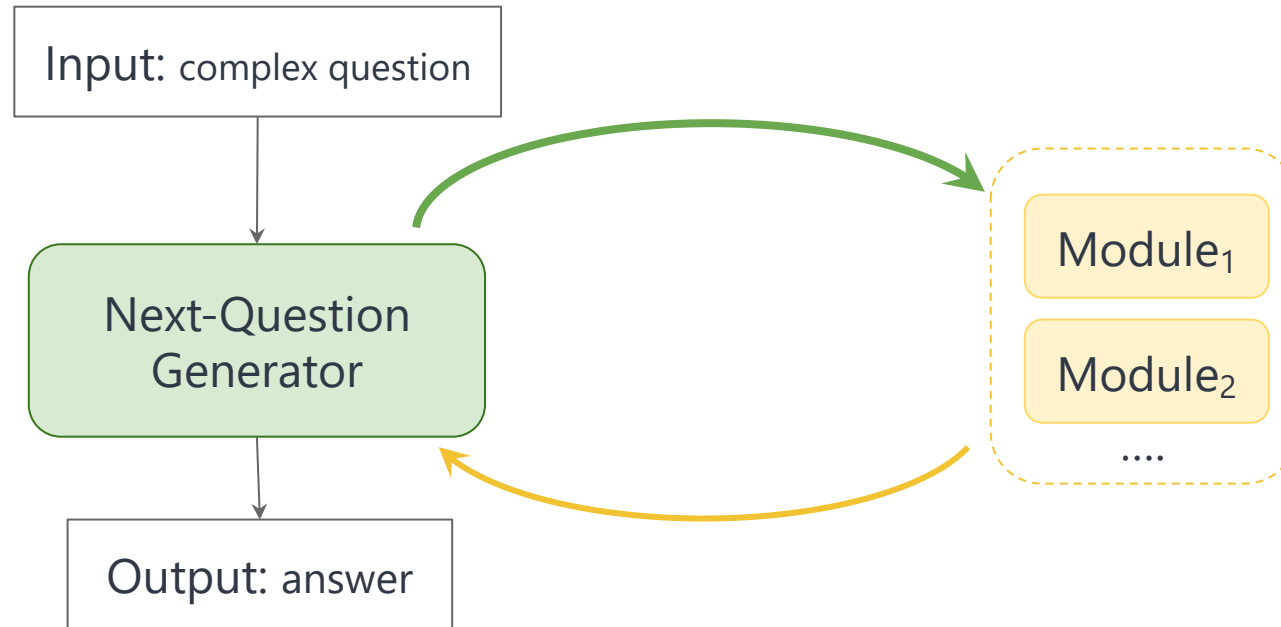 Input: complex question
Next-Question
Generator
Output: answer
Module₁
Module₂
....